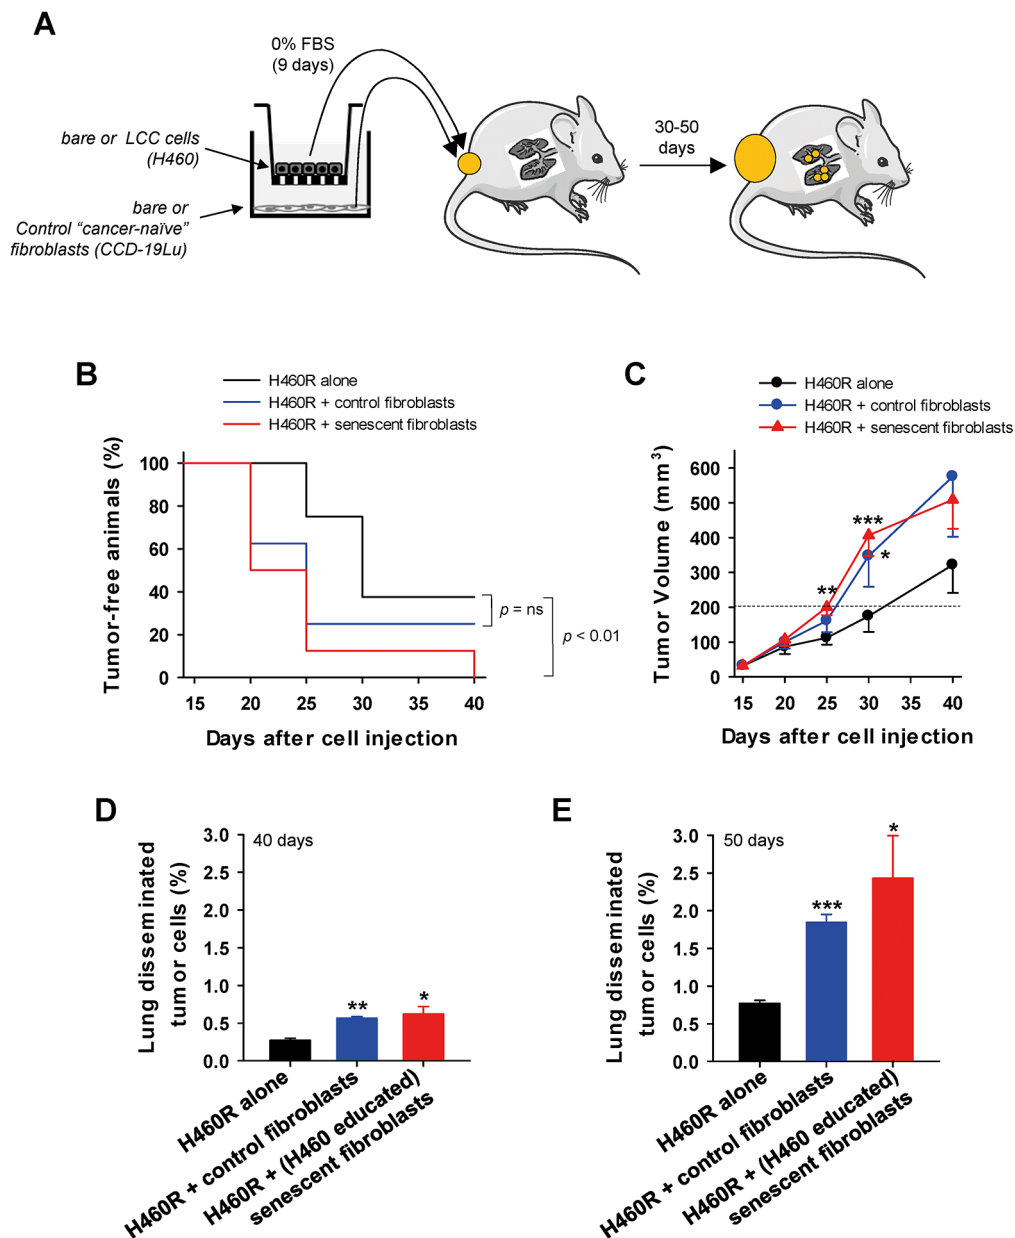 A
0% FBS
(9 days)
bare or LCC cells
(H460)
bare or
Control “cancer-naïve”
fibroblasts (CCD-19Lu)
30-50
days
B
H460R alone
H460R + control fibroblasts
H460R + senescent fibroblasts
Tumor-free animals (%)
100
80
60
40
20
0
p = ns
p < 0.01
15 20 25 30 35 40
Days after cell injection
C
H460R alone
H460R + control fibroblasts
H460R + senescent fibroblasts
Tumor Volume (mm3)
600
500
400
300
200
100
0
***
*
**
15 20 25 30 35 40
Days after cell injection
D
40 days
Lung disseminated
tumor cells (%)
3.0
2.5
2.0
1.5
1.0
0.5
0.0
**
*
H460R alone
H460R + control fibroblasts
H460R + (H460 educated)
senescent fibroblasts
E
50 days
Lung disseminated
tumor cells (%)
3.0
2.5
2.0
1.5
1.0
0.5
0.0
***
*
H460R alone
H460R + control fibroblasts
H460R + (H460 educated)
senescent fibroblasts